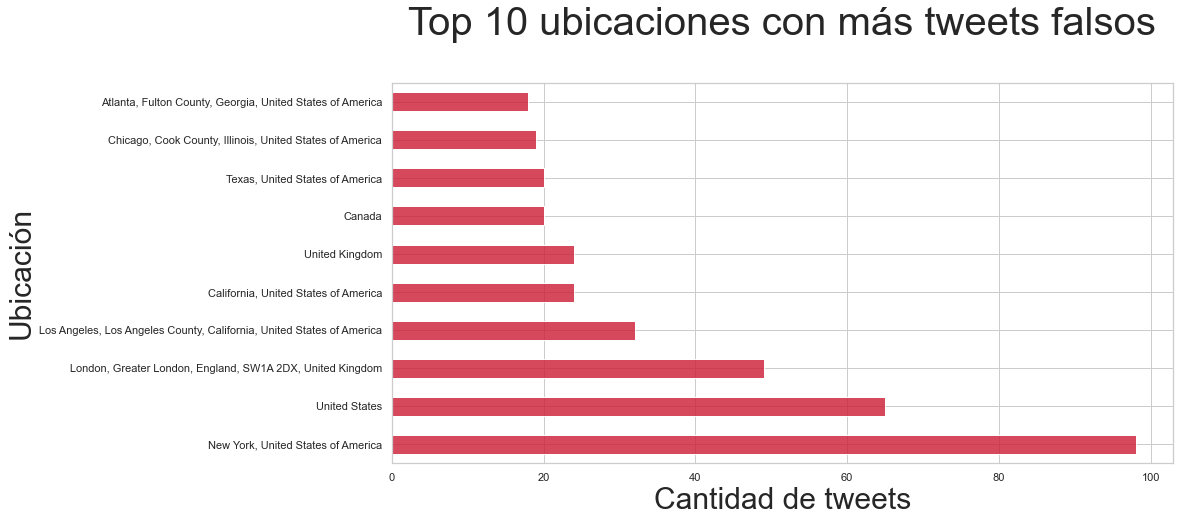 Top 10 ubicaciones con más tweets falsos
Ubicación
Atlanta, Fulton County, Georgia, United States of America
Chicago, Cook County, Illinois, United States of America
Texas, United States of America
Canada
United Kingdom
California, United States of America
Los Angeles, Los Angeles County, California, United States of America
London, Greater London, England, SW1A 2DX, United Kingdom
United States
New York, United States of America
0 20 40 60 80 100
Cantidad de tweets